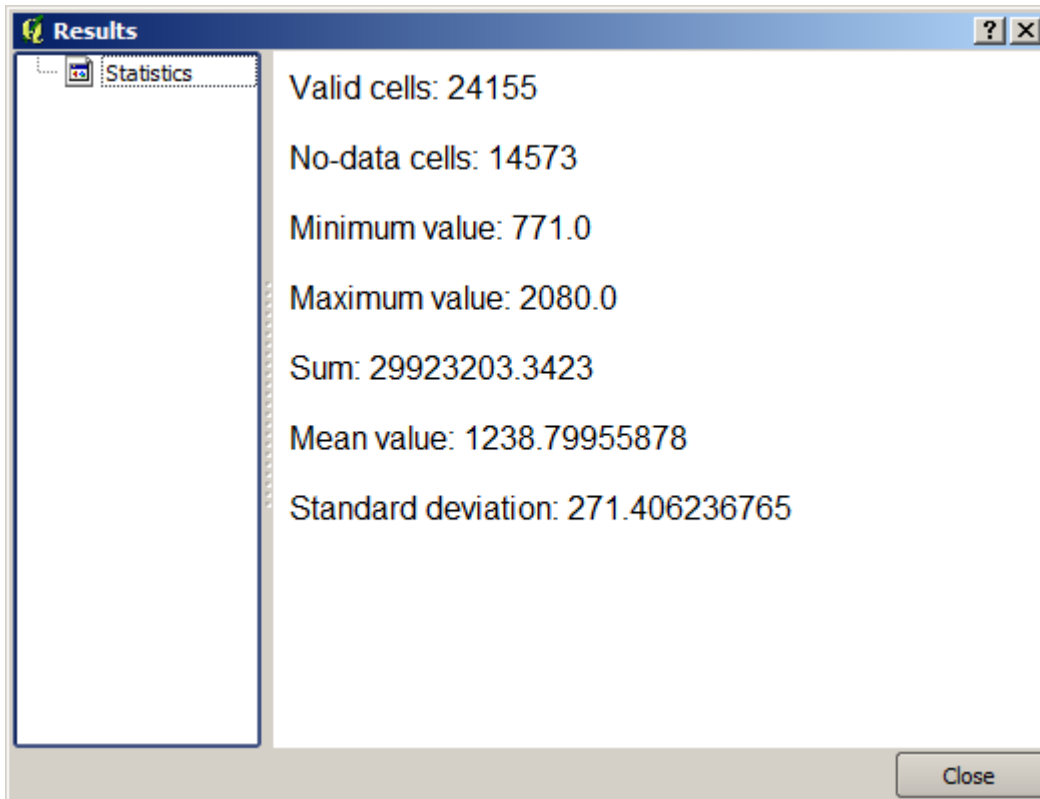 Results
Statistics
Valid cells: 24155
No-data cells: 14573
Minimum value: 771.0
Maximum value: 2080.0
Sum: 29923203.3423
Mean value: 1238.79955878
Standard deviation: 271.406236765
Close